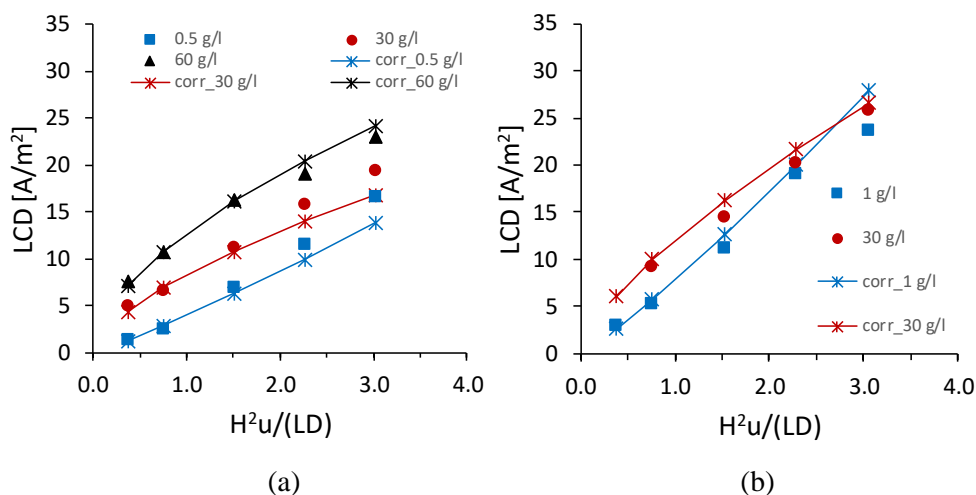 35
30
25
20
15
10
5
0
LCD [A/m²]
0.5 g/l
30 g/l
60 g/l
corr_0.5 g/l
corr_30 g/l
corr_60 g/l
0.0 1.0 2.0 3.0 4.0
H²u/(LD)
(a)
35
30
25
20
15
10
5
0
LCD [A/m²]
1 g/l
30 g/l
corr_1 g/l
corr_30 g/l
0.0 1.0 2.0 3.0 4.0
H²u/(LD)
(b)